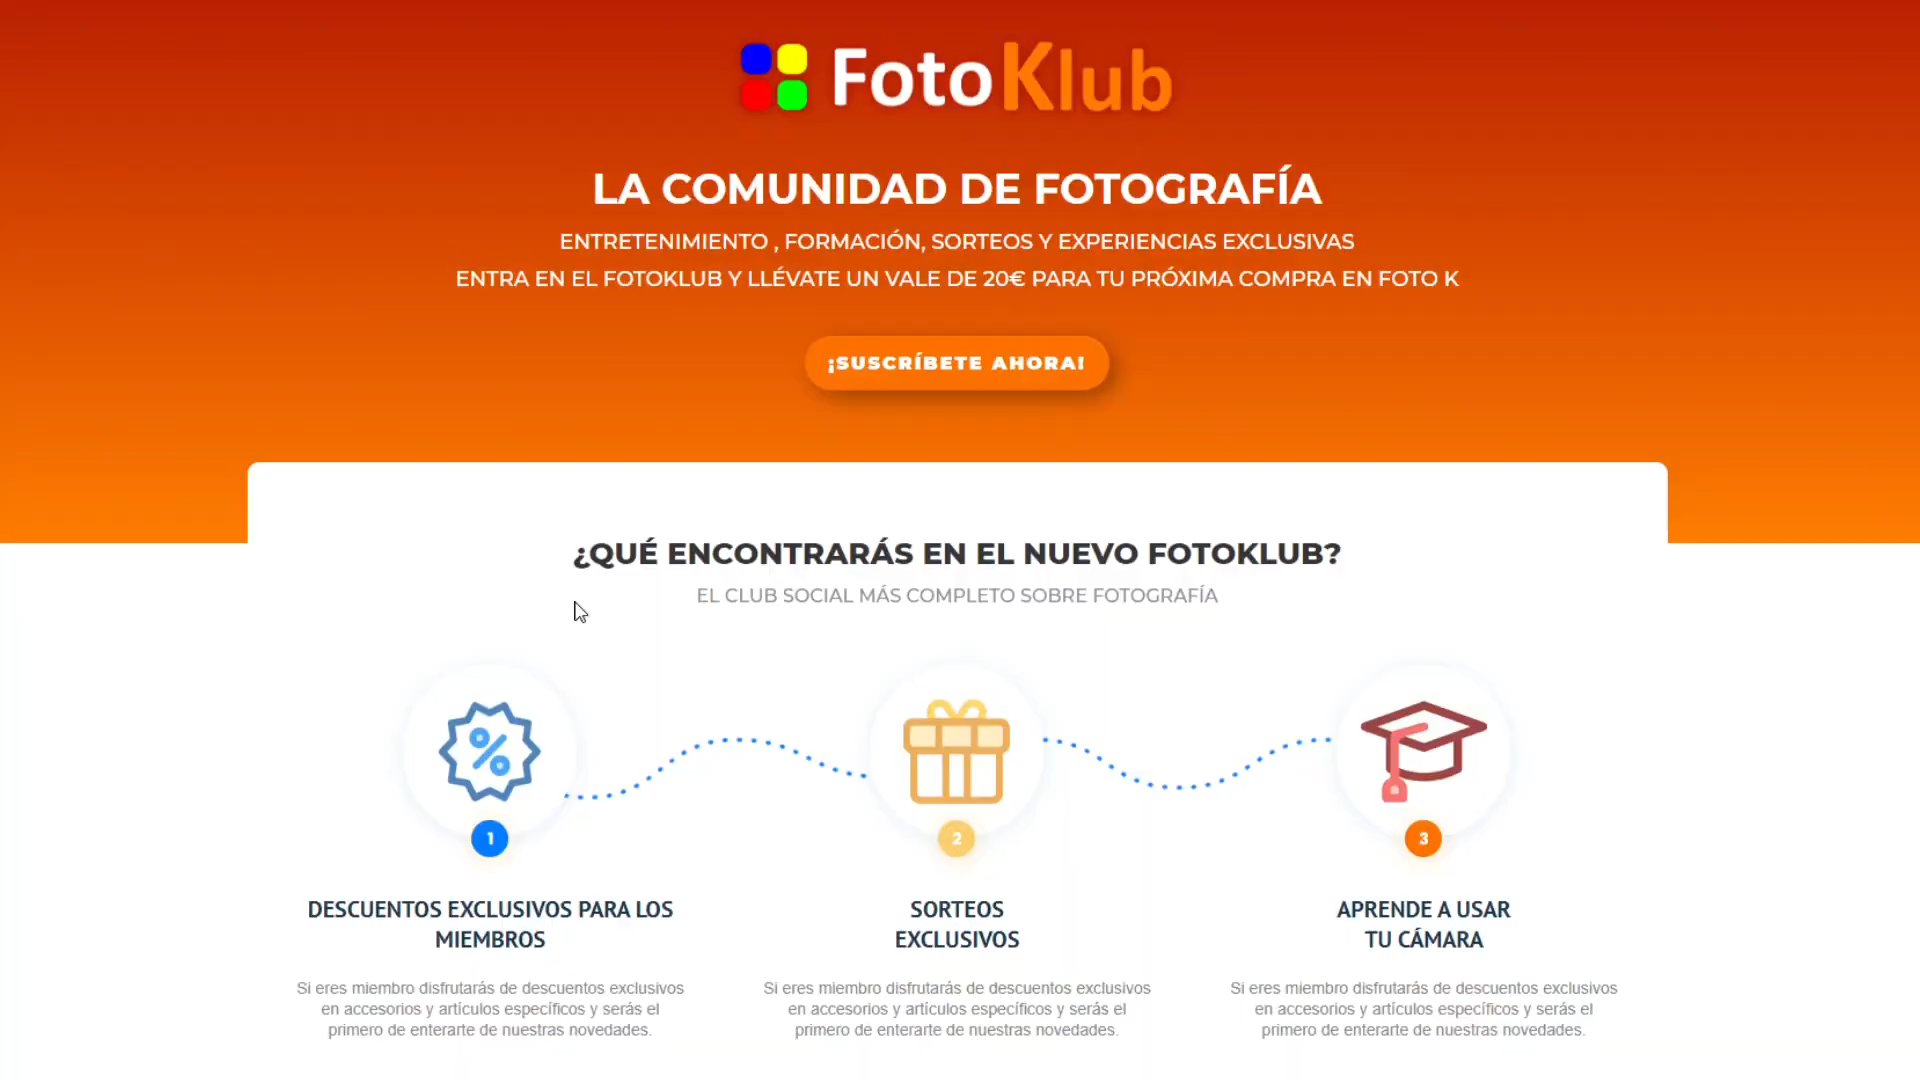 FotoKlub
LA COMUNIDAD DE FOTOGRAFÍA
ENTRETENIMIENTO , FORMACIÓN, SORTEOS Y EXPERIENCIAS EXCLUSIVAS
ENTRA EN EL FOTOKLUB Y LLÉVATE UN VALE DE 20€ PARA TU PRÓXIMA COMPRA EN FOTO K
¡SUSCRÍBETE AHORA!
¿QUÉ ENCONTRARÁS EN EL NUEVO FOTOKLUB?
EL CLUB SOCIAL MÁS COMPLETO SOBRE FOTOGRAFÍA
1
DESCUENTOS EXCLUSIVOS PARA LOS
MIEMBROS
Si eres miembro disfrutarás de descuentos exclusivos
en accesorios y artículos específicos y serás el
primero de enterarte de nuestras novedades.
2
SORTEOS
EXCLUSIVOS
Si eres miembro disfrutarás de descuentos exclusivos
en accesorios y artículos específicos y serás el
primero de enterarte de nuestras novedades.
3
APRENDE A USAR
TU CÁMARA
Si eres miembro disfrutarás de descuentos exclusivos
en accesorios y artículos específicos y serás el
primero de enterarte de nuestras novedades.